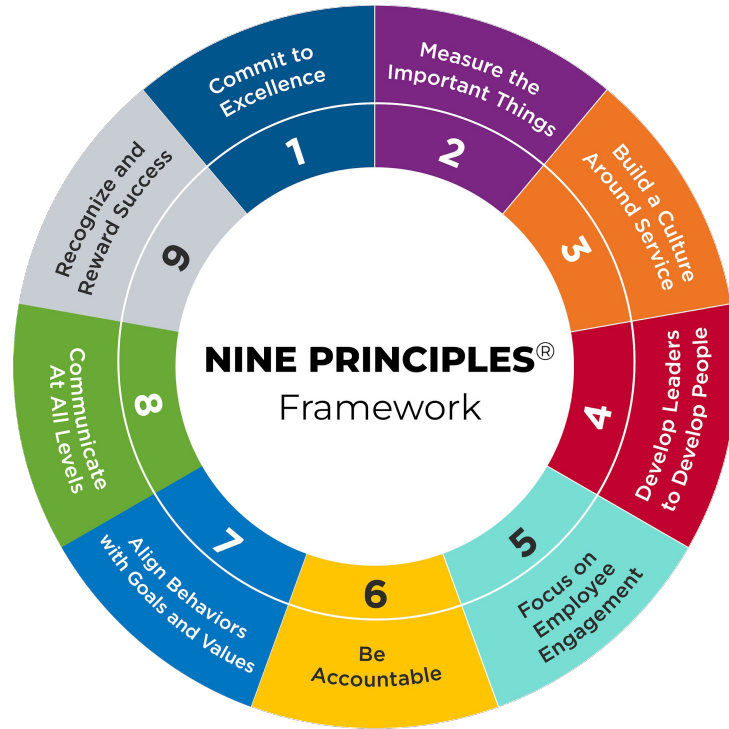 NINE PRINCIPLES®
Framework
1
Commit to
Excellence
2
Measure the
Important Things
3
Build a Culture
Around Service
4
Develop Leaders
to Develop People
5
Focus on
Employee
Engagement
6
Be
Accountable
7
Align Behaviors
with Goals and Values
8
Communicate
At All Levels
9
Recognize and
Reward Success